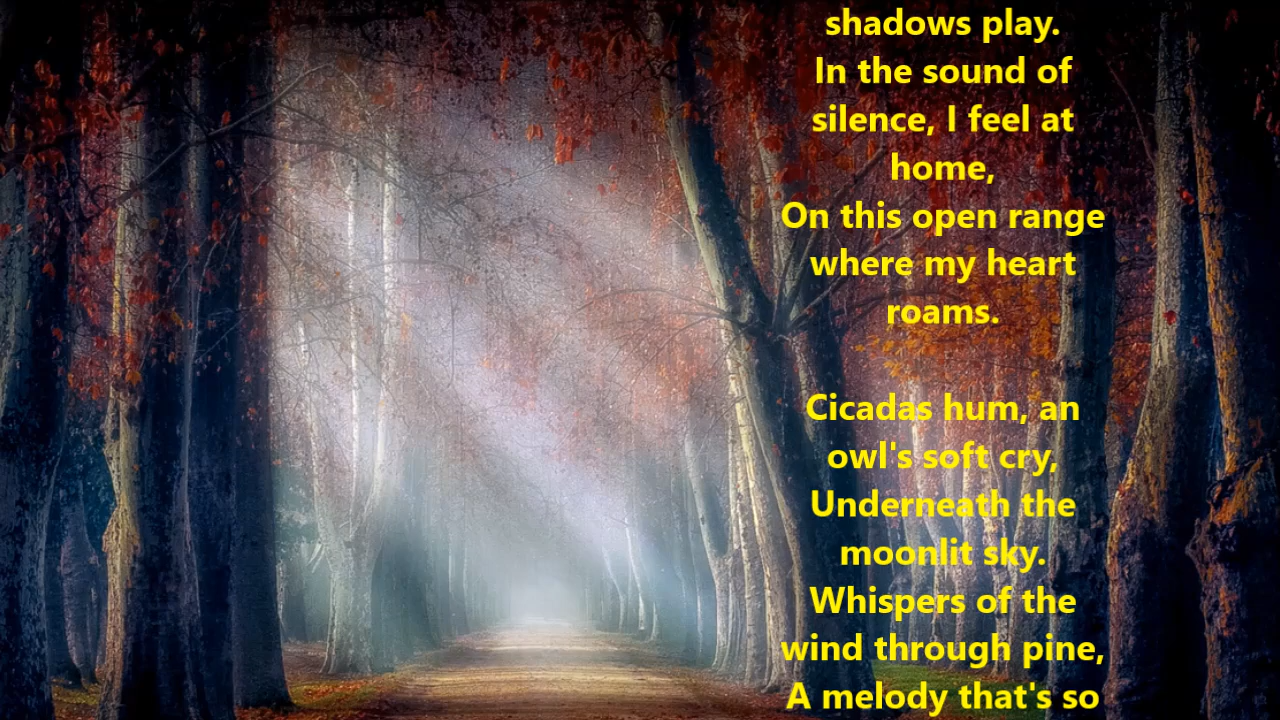 shadows play.
In the sound of
silence, I feel at
home,
On this open range
where my heart
roams.
Cicadas hum, an
owl's soft cry,
Underneath the
moonlit sky.
Whispers of the
wind through pine,
A melody that's so